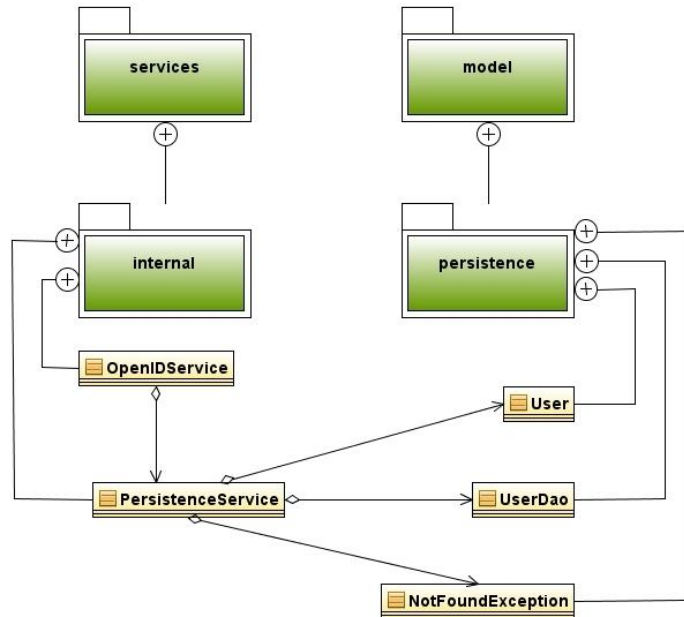 services
model
internal
persistence
OpenIDService
User
PersistenceService
UserDao
NotFoundException